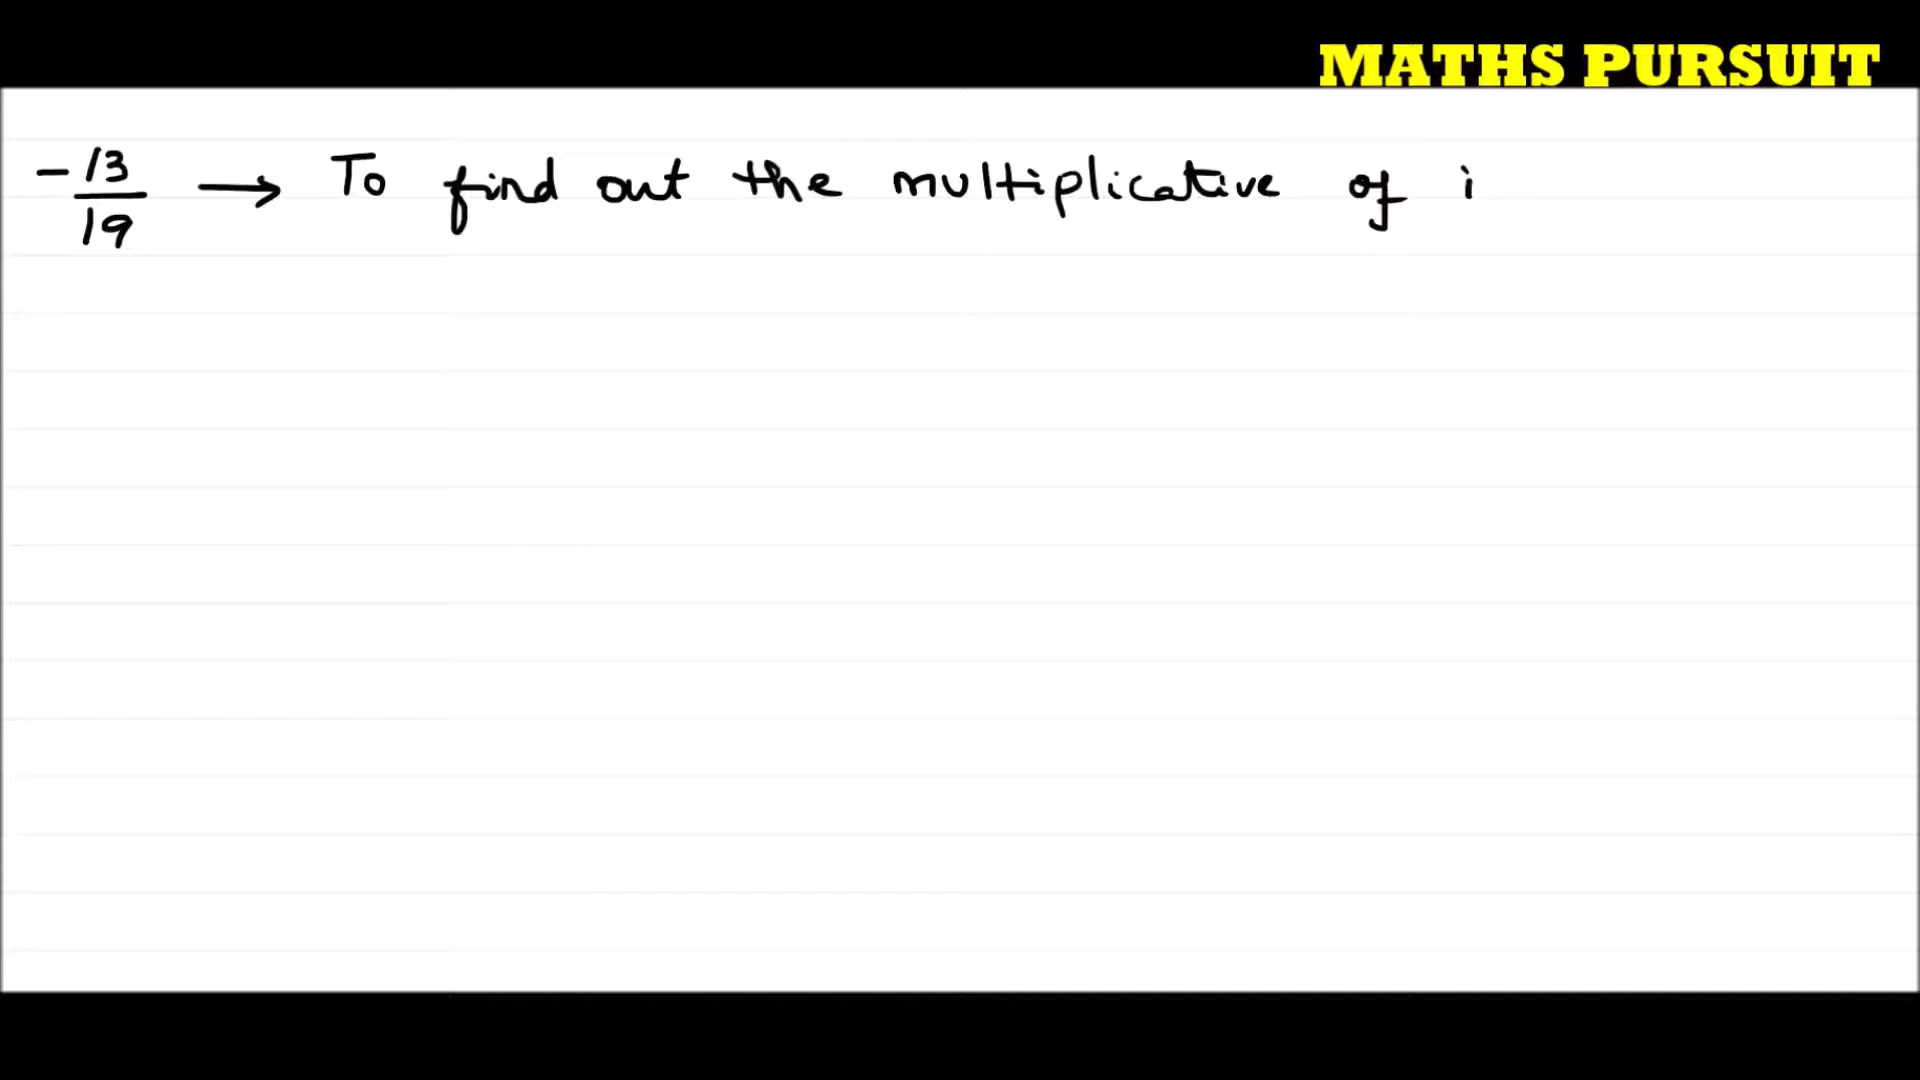 MATHS PURSUIT
-13/19 → To find out the multiplicative of i